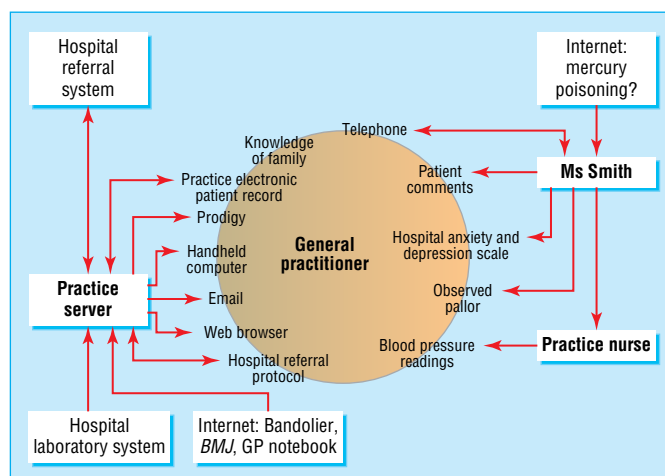 Hospital
referral
system
Internet:
mercury
poisoning?
Telephone
Knowledge
of family
Patient
comments
Ms Smith
Practice electronic
patient record
Prodigy
General
practitioner
Hospital anxiety and
depression scale
Handheld
computer
Practice
server
Email
Observed
pallor
Web browser
Blood pressure
readings
Practice nurse
Hospital referral
protocol
Hospital
laboratory system
Internet: Bandolier,
BMJ, GP notebook